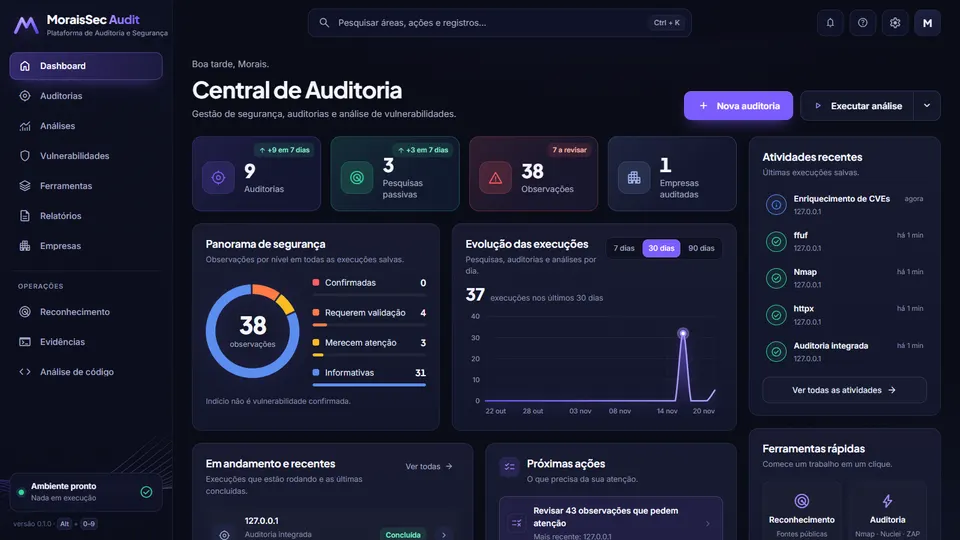 MoraisSec Audit
Plataforma de Auditoria e Segurança
Pesquisar áreas, ações e registros...
Ctrl + K
M
Dashboard
Auditorias
Análises
Vulnerabilidades
Ferramentas
Relatórios
Empresas
OPERAÇÕES
Reconhecimento
Evidências
Análise de código
Ambiente pronto
Nada em execução
versão 0.1.0 · Alt + 0–9
Boa tarde, Morais.
Central de Auditoria
Gestão de segurança, auditorias e análise de vulnerabilidades.
Nova auditoria
Executar análise
+9 em 7 dias
9
Auditorias
+3 em 7 dias
3
Pesquisas
passivas
7 a revisar
38
Observações
1
Empresas
auditadas
Panorama de segurança
Observações por nível em todas as execuções salvas.
38
observações
Confirmadas 0
Requerem validação 4
Merecem atenção 3
Informativas 31
Indício não é vulnerabilidade confirmada.
Evolução das execuções
Pesquisas, auditorias e análises por
dia.
7 dias 30 dias 90 dias
37 execuções nos últimos 30 dias
40
30
20
10
0
22 out 28 out 03 nov 08 nov 14 nov 20 nov
Atividades recentes
Últimas execuções salvas.
Enriquecimento de CVEs agora
127.0.0.1
ffuf há 1 min
127.0.0.1
Nmap há 1 min
127.0.0.1
httpx há 1 min
127.0.0.1
Auditoria integrada há 1 min
127.0.0.1
Ver todas as atividades
Em andamento e recentes
Execuções que estão rodando e as últimas
concluídas.
Ver todas
127.0.0.1
Auditoria integrada
Concluída
Próximas ações
O que precisa da sua atenção.
Revisar 43 observações que pedem
atenção
Mais recente: 127.0.0.1
Ferramentas rápidas
Comece um trabalho em um clique.
Reconhecimento
Fontes públicas
Auditoria
Nmap · Nuclei · ZAP